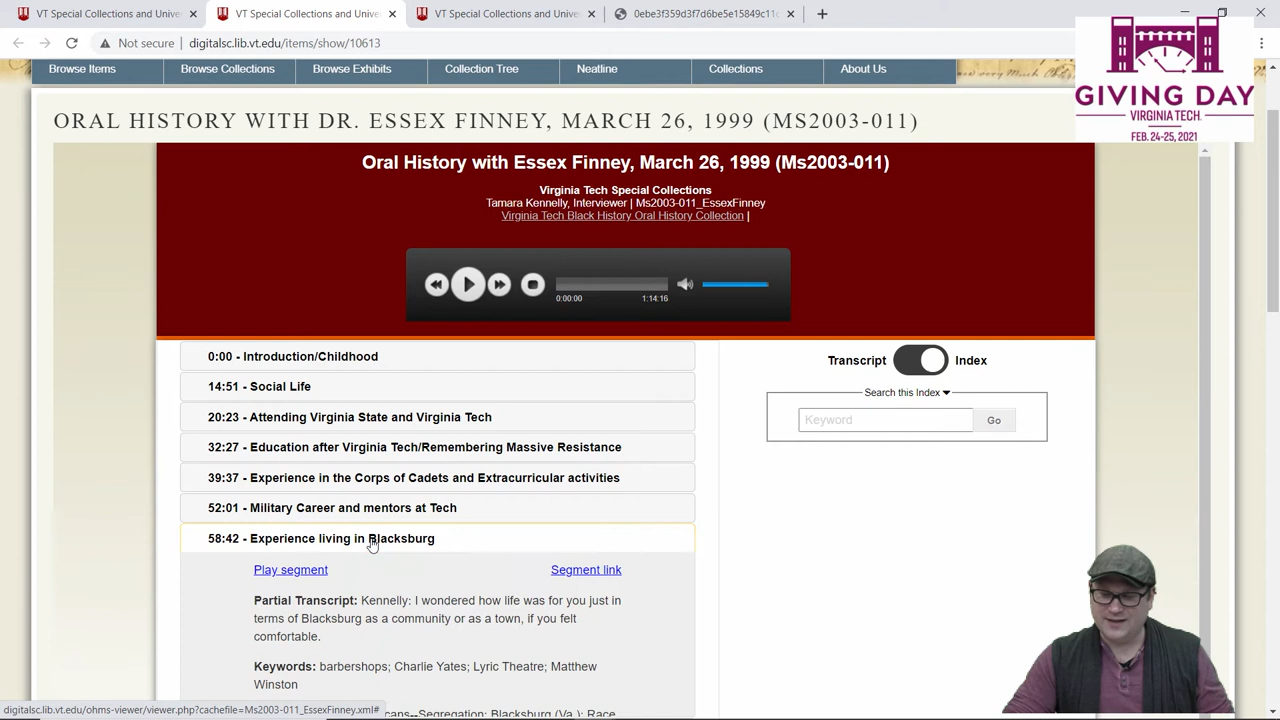 VT Special Collections and Univers
VT Special Collections and Univers
VT Special Collections and Univers
0ebe3f359d3f7d6be5e15849c11c
Not secure
digitalsc.lib.vt.edu/items/show/10613
Browse Items
Browse Collections
Browse Exhibits
Collection Tree
Neatline
Collections
About Us
GIVING DAY
VIRGINIA TECH.
FEB. 24-25, 2021
ORAL HISTORY WITH DR. ESSEX FINNEY, MARCH 26, 1999 (MS2003-011)
Oral History with Essex Finney, March 26, 1999 (Ms2003-011)
Virginia Tech Special Collections
Tamara Kennelly, Interviewer | Ms2003-011_EssexFinney
Virginia Tech Black History Oral History Collection |
0:00:00
1:14:16
0:00 - Introduction/Childhood
14:51 - Social Life
20:23 - Attending Virginia State and Virginia Tech
32:27 - Education after Virginia Tech/Remembering Massive Resistance
39:37 - Experience in the Corps of Cadets and Extracurricular activities
52:01 - Military Career and mentors at Tech
58:42 - Experience living in Blacksburg
Play segment
Segment link
Partial Transcript: Kennelly: I wondered how life was for you just in
terms of Blacksburg as a community or as a town, if you felt
comfortable.
Keywords: barbershops; Charlie Yates; Lyric Theatre; Matthew
Winston
cans--Segregation; Blacksburg (Va.); Race
Transcript
Index
Search this Index
Keyword
Go
digitalsc.lib.vt.edu/ohms-viewer/viewer.php?cachefile=Ms2003-011_EssexFinney.xml#